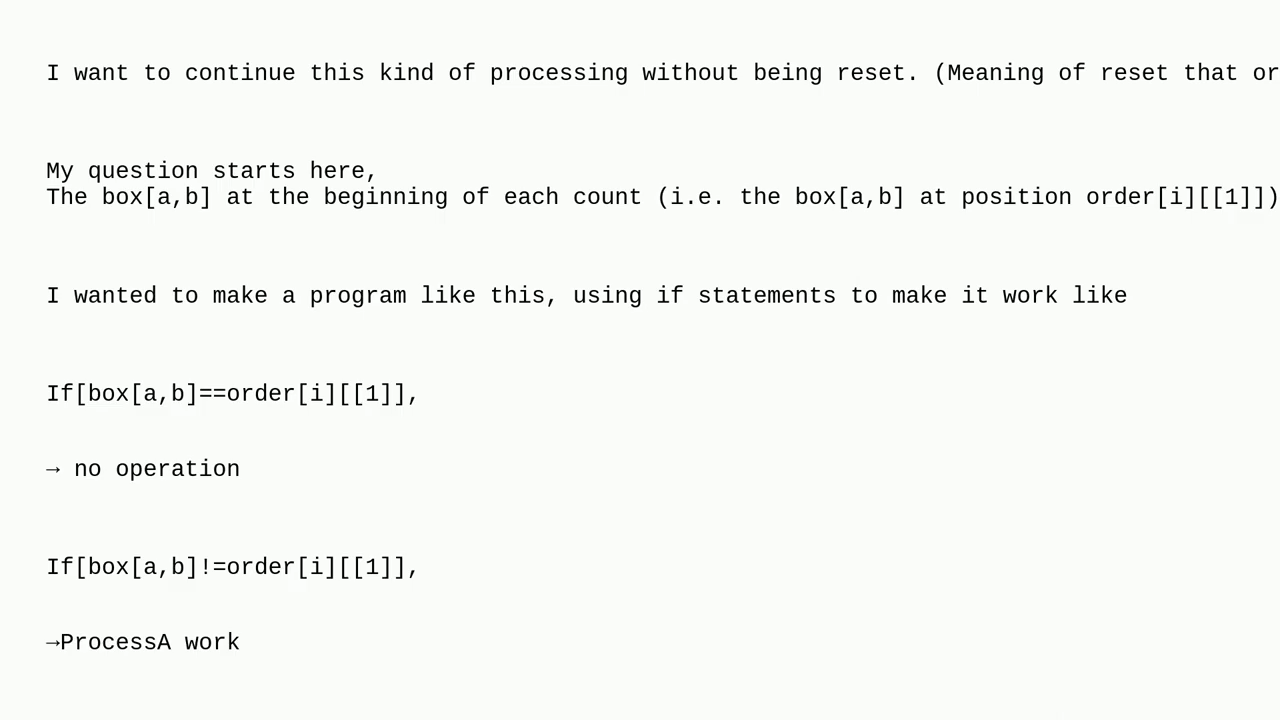 I want to continue this kind of processing without being reset. (Meaning of reset that or
My question starts here,
The box[a,b] at the beginning of each count (i.e. the box[a,b] at position order[i][[1]])
I wanted to make a program like this, using if statements to make it work like
If[box[a,b]==order[i][[1]],
→ no operation
If[box[a,b]!=order[i][[1]],
→ProcessA work